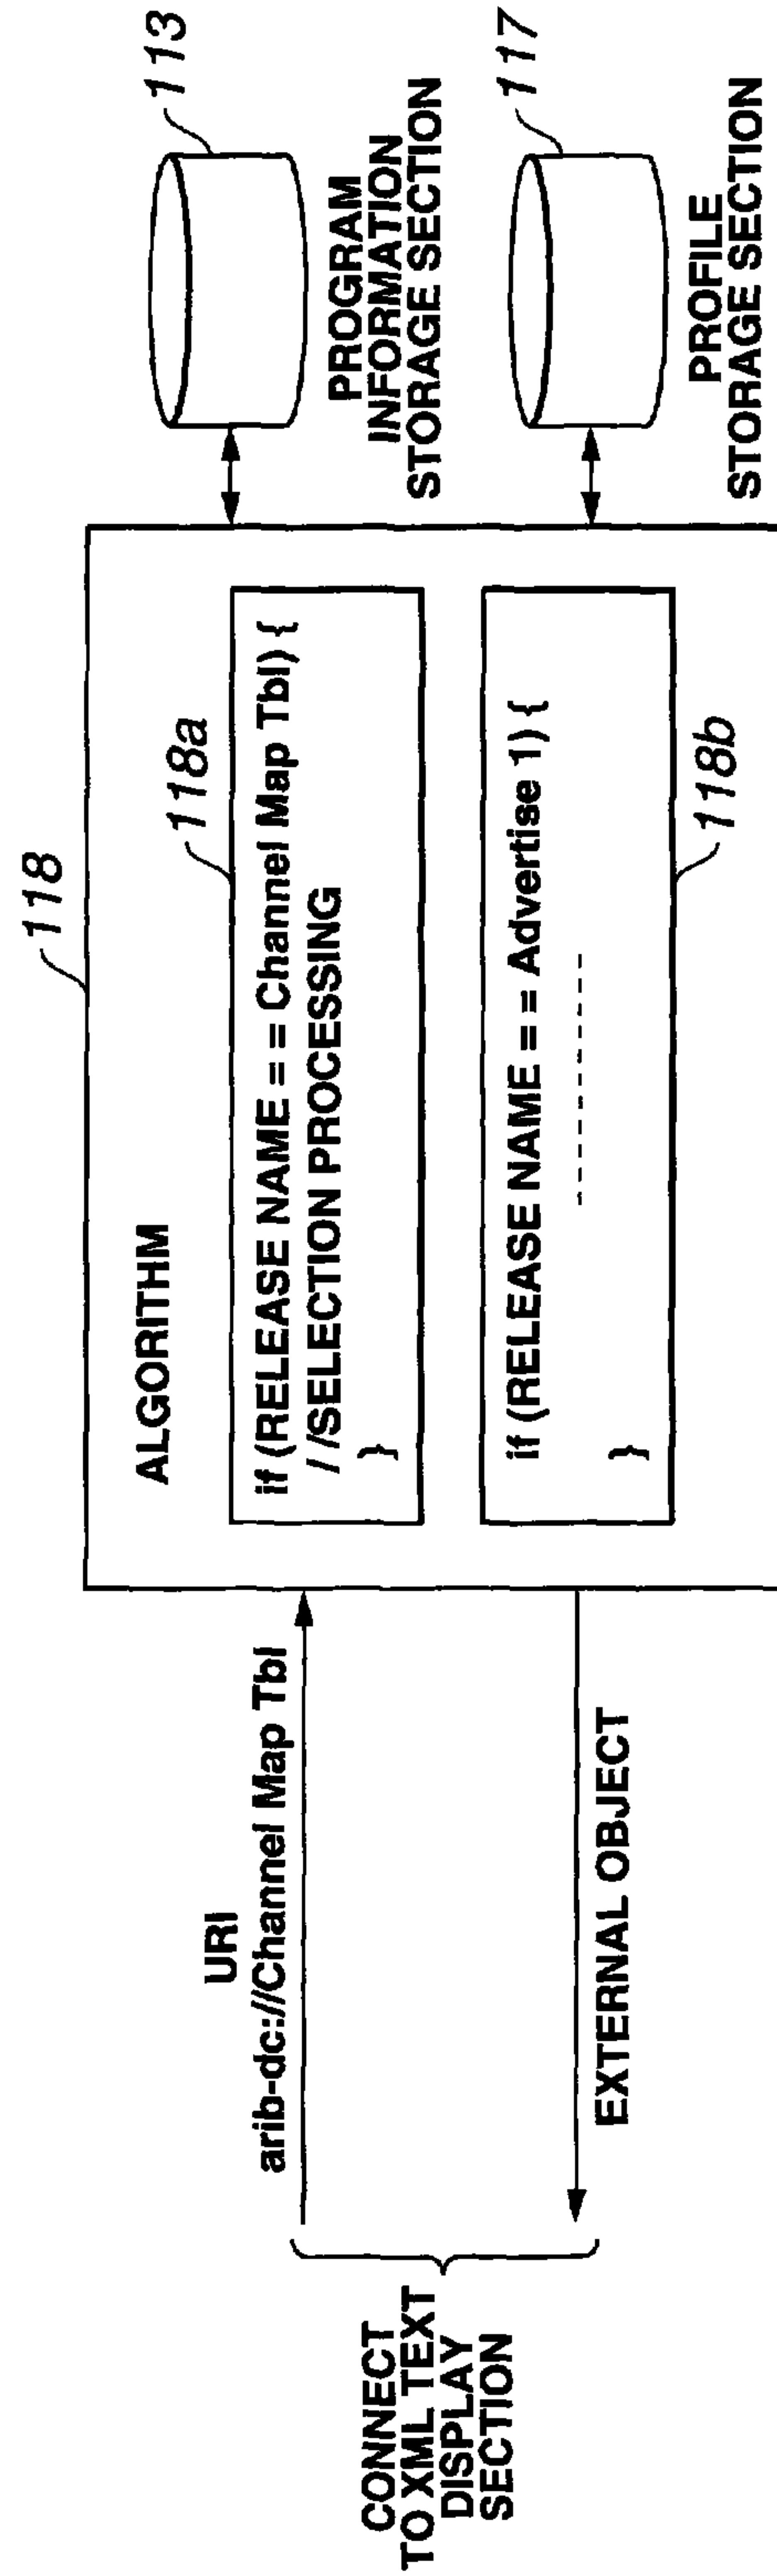 118
ALGORITHM
118a
if (RELEASE NAME = = Channel Map Tbl) {
/ /SELECTION PROCESSING
}
if (RELEASE NAME = = Advertise 1) {
}
118b
URI
arib-dc://Channel Map Tbl
EXTERNAL OBJECT
CONNECT
TO XML TEXT
DISPLAY
SECTION
113
PROGRAM
INFORMATION
STORAGE SECTION
117
PROFILE
STORAGE SECTION